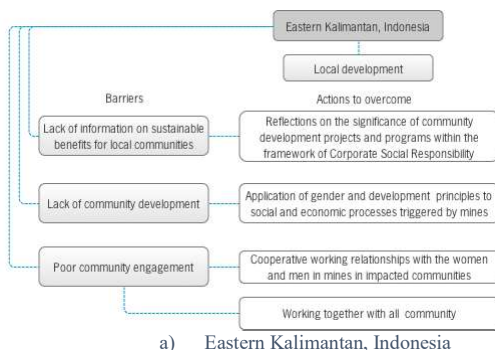 Eastern Kalimantan, Indonesia
Local development
Barriers
Actions to overcome
Lack of information on sustainable
benefits for local communities
Reflections on the significance of community
development projects and programs within the
framework of Corporate Social Responsibility
Lack of community development
Application of gender and development principles to
social and economic processes triggered by mines
Poor community engagement
Cooperative working relationships with the women
and men in mines in impacted communities
Working together with all community
a) Eastern Kalimantan, Indonesia